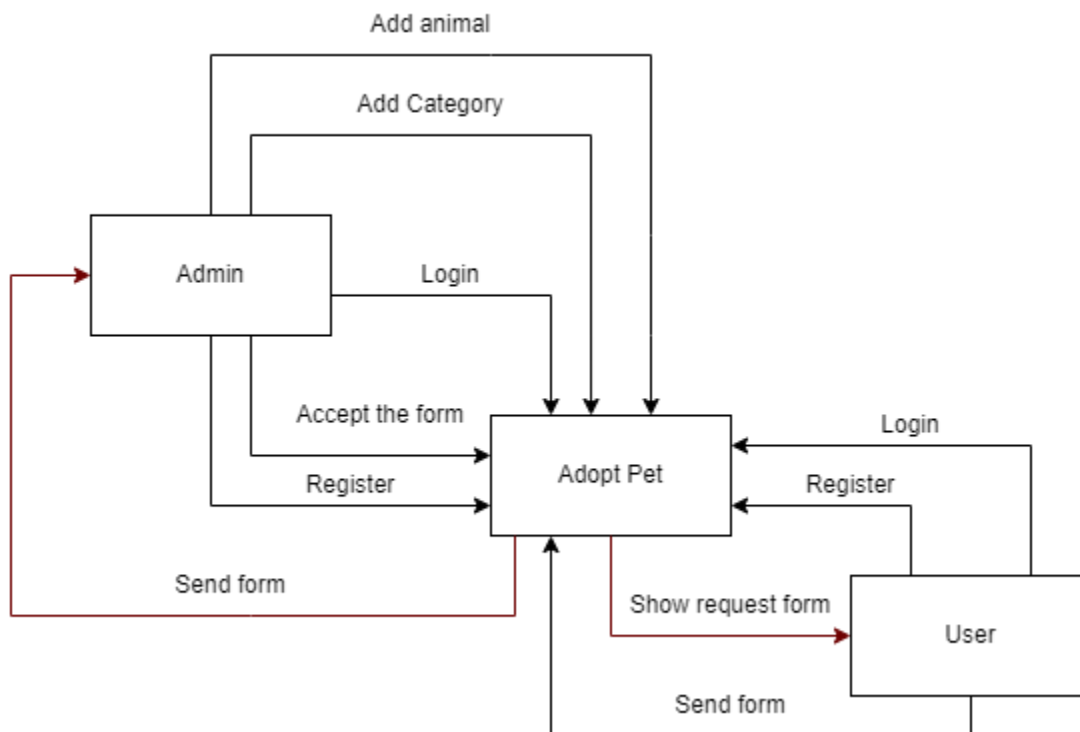 Add animal
Add Category
Admin
Login
Accept the form
Login
Adopt Pet
Register
Register
Send form
Show request form
User
Send form